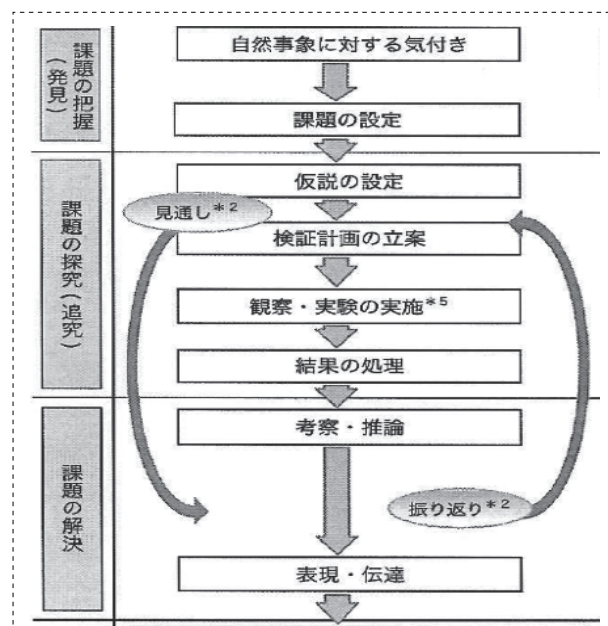 課題の把握
(発見)
自然事象に対する気付き
課題の設定
課題の探究(追究)
仮説の設定
見通し*2
検証計画の立案
観察・実験の実施*5
結果の処理
課題の解決
考察・推論
振り返り*2
表現・伝達